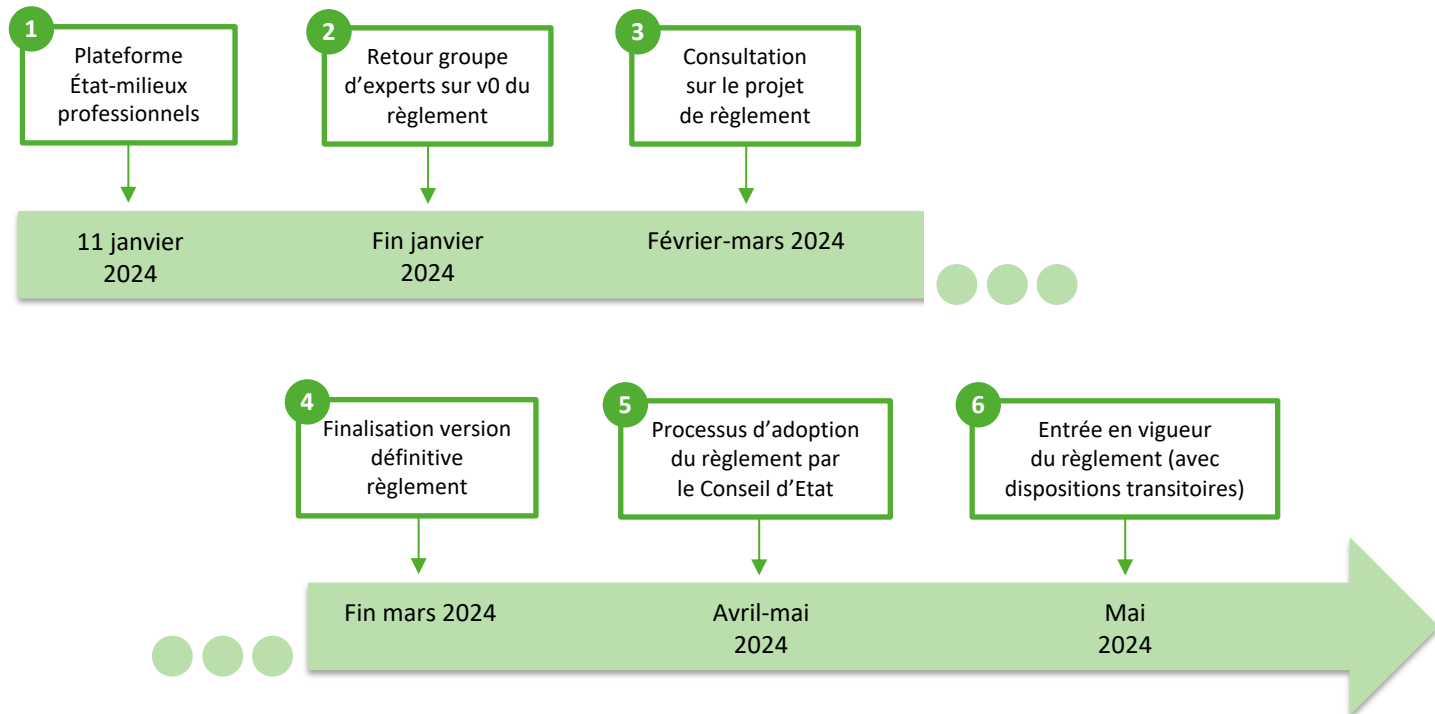 1
Plateforme
État-milieux
professionnels
2
Retour groupe
d’experts sur v0 du
règlement
3
Consultation
sur le projet
de règlement
11 janvier
2024
Fin janvier
2024
Février-mars 2024
4
Finalisation version
définitive
règlement
5
Processus d’adoption
du règlement par
le Conseil d’Etat
6
Entrée en vigueur
du règlement (avec
dispositions transitoires)
Fin mars 2024
Avril-mai
2024
Mai
2024